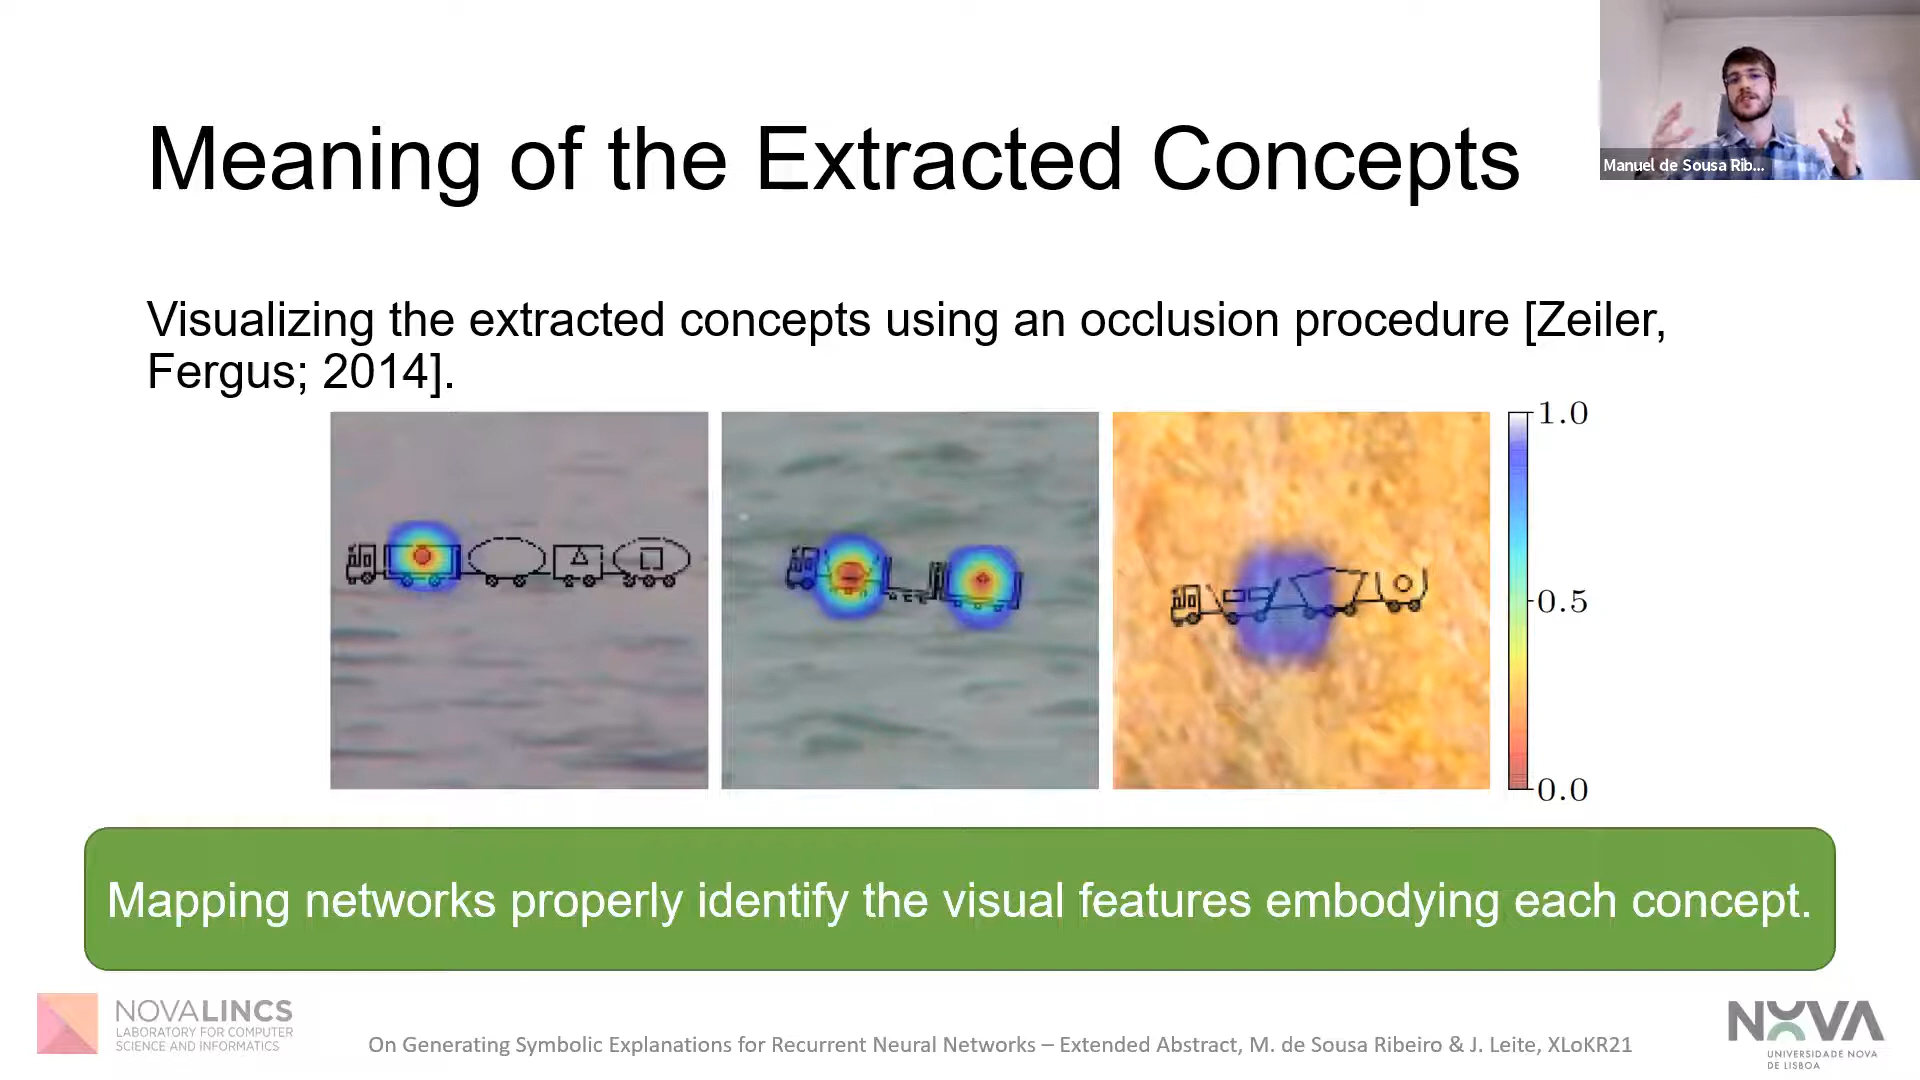 Meaning of the Extracted Concepts
Manuel de Sousa Rib...
Visualizing the extracted concepts using an occlusion procedure [Zeiler,
Fergus; 2014].
1.0
0.5
0.0
Mapping networks properly identify the visual features embodying each concept.
NOVALINCS
LABORATORY FOR COMPUTER
SCIENCE AND INFORMATICS
On Generating Symbolic Explanations for Recurrent Neural Networks – Extended Abstract, M. de Sousa Ribeiro & J. Leite, XLoKR21
NOVA
UNIVERSIDADE NOVA
DE LISBOA